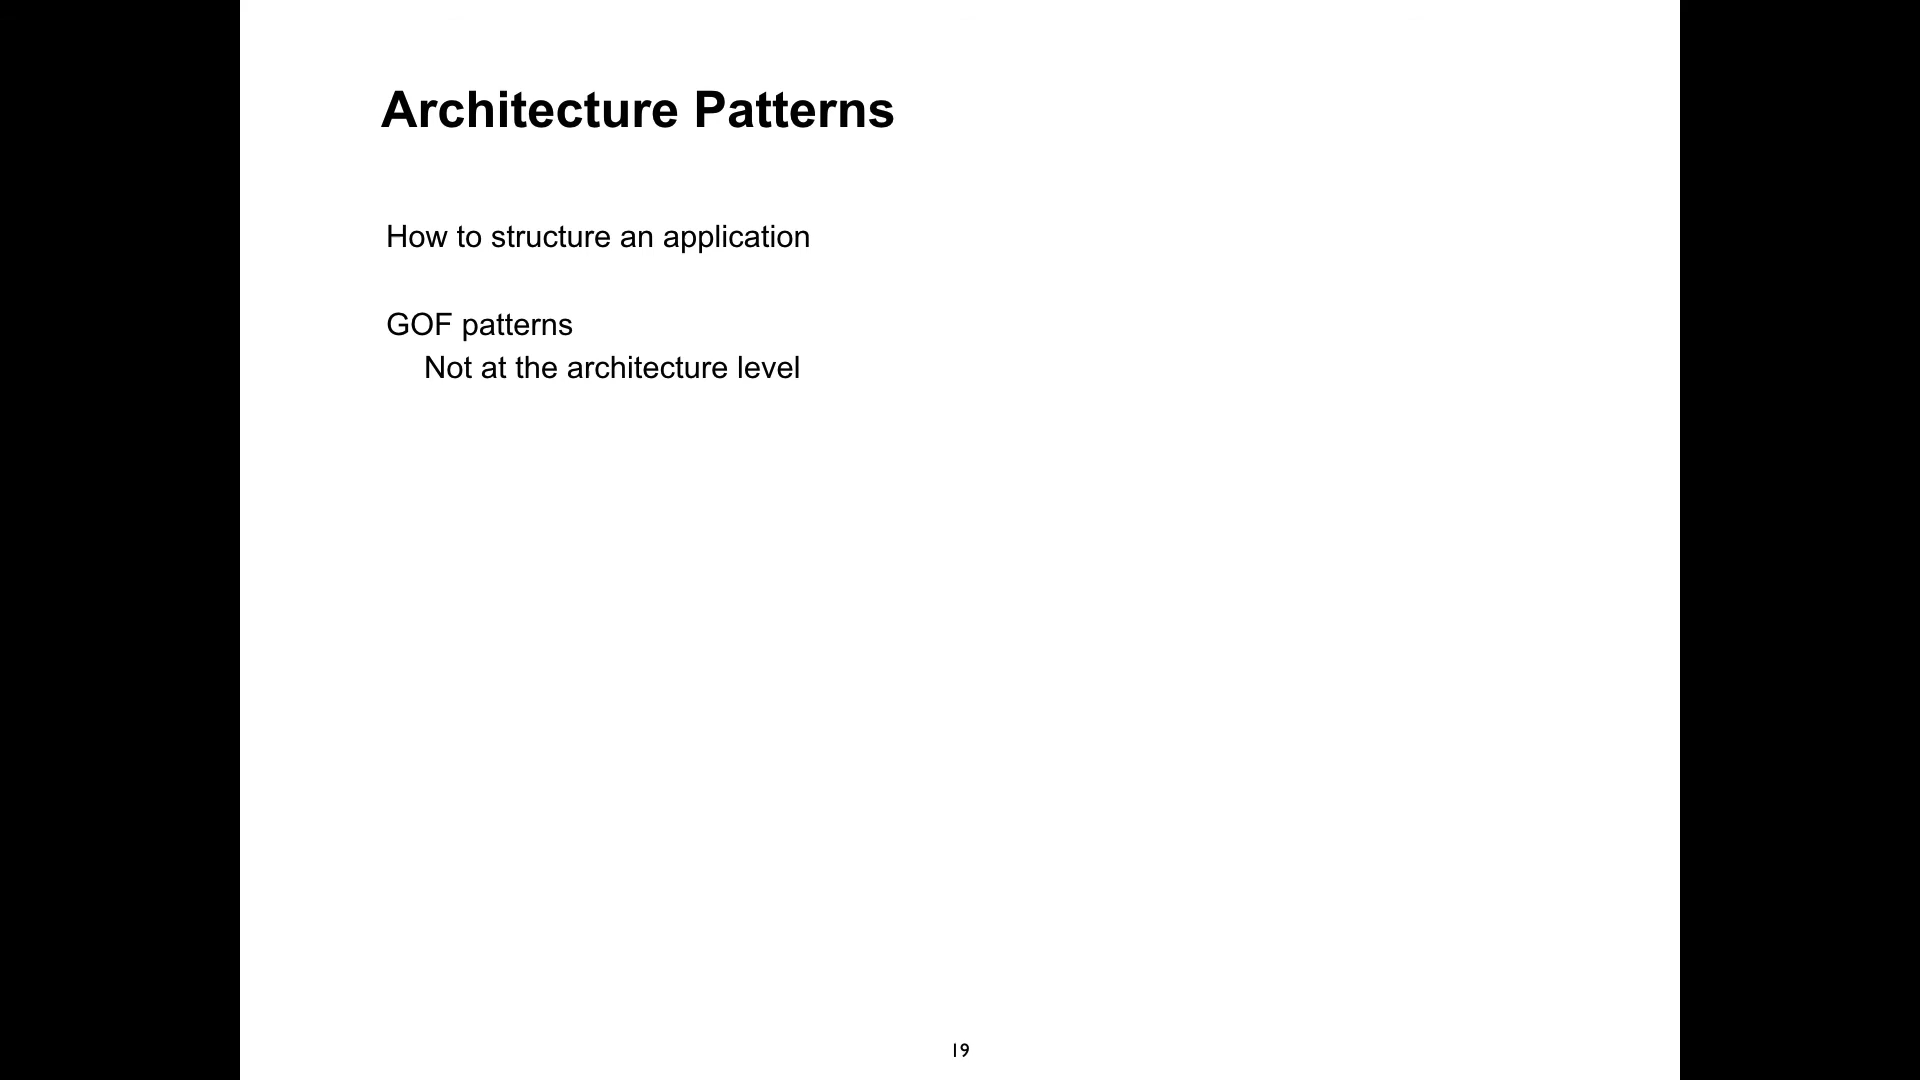 Architecture Patterns
How to structure an application
GOF patterns
Not at the architecture level
19